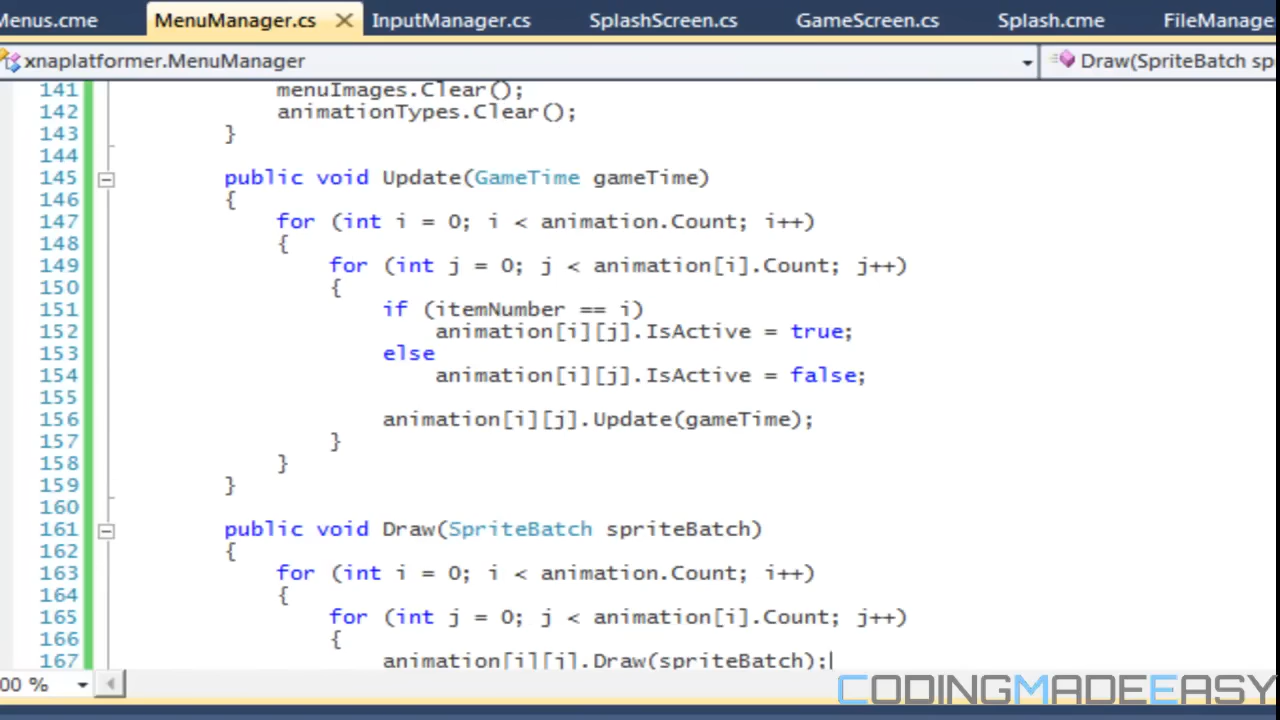 Menus.cme MenuManager.cs InputManager.cs SplashScreen.cs GameScreen.cs Splash.cme FileManage
xnaplatformer.MenuManager Draw(SpriteBatch sp
141 menuImages.Clear();
142 animationTypes.Clear();
143 }
144
145 public void Update(GameTime gameTime)
146 {
147 for (int i = 0; i < animation.Count; i++)
148 {
149 for (int j = 0; j < animation[i].Count; j++)
150 {
151 if (itemNumber == i)
152 animation[i][j].IsActive = true;
153 else
154 animation[i][j].IsActive = false;
155
156 animation[i][j].Update(gameTime);
157 }
158 }
159 }
160
161 public void Draw(SpriteBatch spriteBatch)
162 {
163 for (int i = 0; i < animation.Count; i++)
164 {
165 for (int j = 0; j < animation[i].Count; j++)
166 {
167 animation[i][j].Draw(spriteBatch);
00 %
CODINGMADEEASY